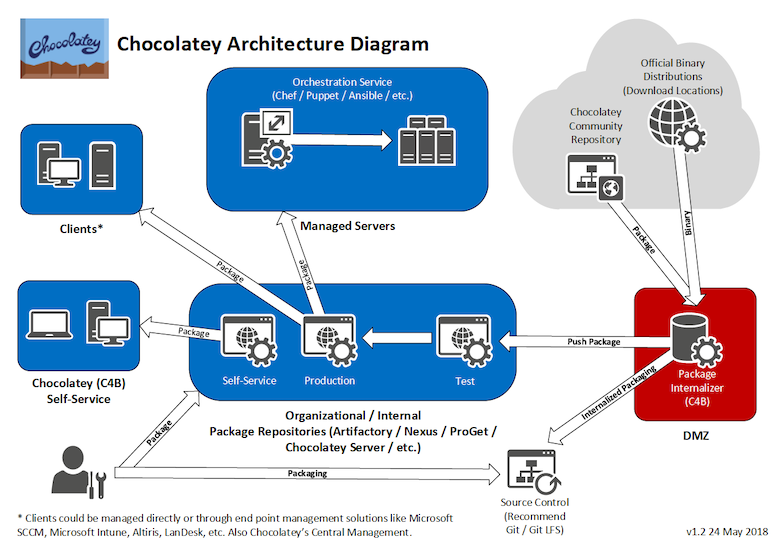 Chocolatey
Chocolatey Architecture Diagram
Orchestration Service
(Chef / Puppet / Ansible / etc.)
Official Binary
Distributions
(Download Locations)
Chocolatey
Community
Repository
Clients*
Managed Servers
Package
Package
Package
Binary
Package
Push Package
Self-Service
Production
Test
Package
Internalizer
(C4B)
Chocolatey (C4B)
Self-Service
Internalized Packaging
Organizational / Internal
Package Repositories (Artifactory / Nexus / ProGet /
Chocolatey Server / etc.)
DMZ
Package
Packaging
Source Control
(Recommend
Git / Git LFS)
* Clients could be managed directly or through end point management solutions like Microsoft
SCCM, Microsoft Intune, Altiris, LanDesk, etc. Also Chocolatey's Central Management.
v1.2 24 May 2018